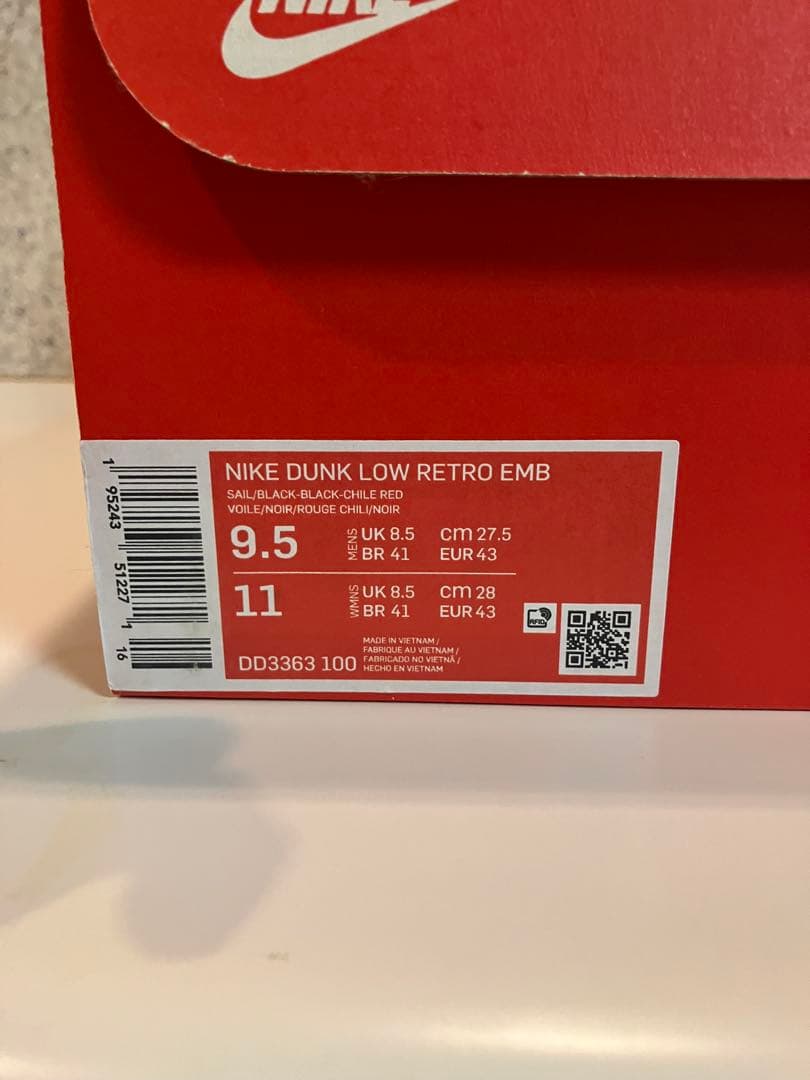 NIKE
NIKE DUNK LOW RETRO EMB
SAIL/BLACK-BLACK-CHILE RED
VOILE/NOIR/ROUGE CHILI/NOIR
9.5 MENS UK 8.5 cm 27.5
BR 41 EUR 43
11 WMNS UK 8.5 cm 28
BR 41 EUR 43
RFID
DD3363 100
MADE IN VIETNAM /
FABRIQUE AU VIETNAM /
FABRICADO NO VIETNÃ /
HECHO EN VIETNAM
1 95243 51227 1 16